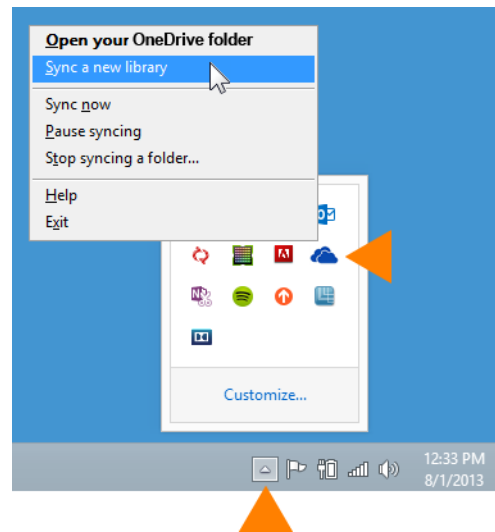 Open your OneDrive folder
Sync a new library
Sync now
Pause syncing
Stop syncing a folder...
Help
Exit
Customize...
12:33 PM
8/1/2013